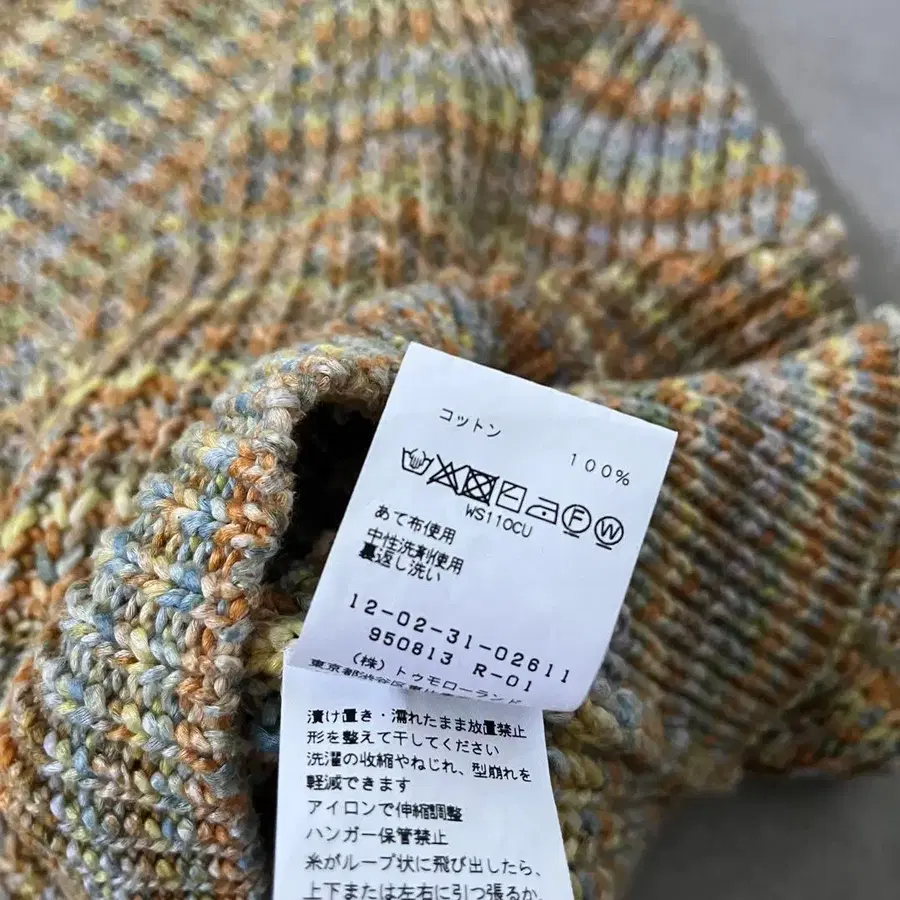 コットン 100%
WS110CU
あて布使用
中性洗剤使用
裏返し洗い
12-02-31-02611
950813 R-01
(株)トゥモローランド
東京都渋谷区
漬け置き・濡れたまま放置禁止
形を整えて干してください
洗濯の収縮やねじれ、型崩れを
軽減できます
アイロンで伸縮調整
ハンガー保管禁止
糸がループ状に飛び出したら、
上下または左右に引っ張るか、